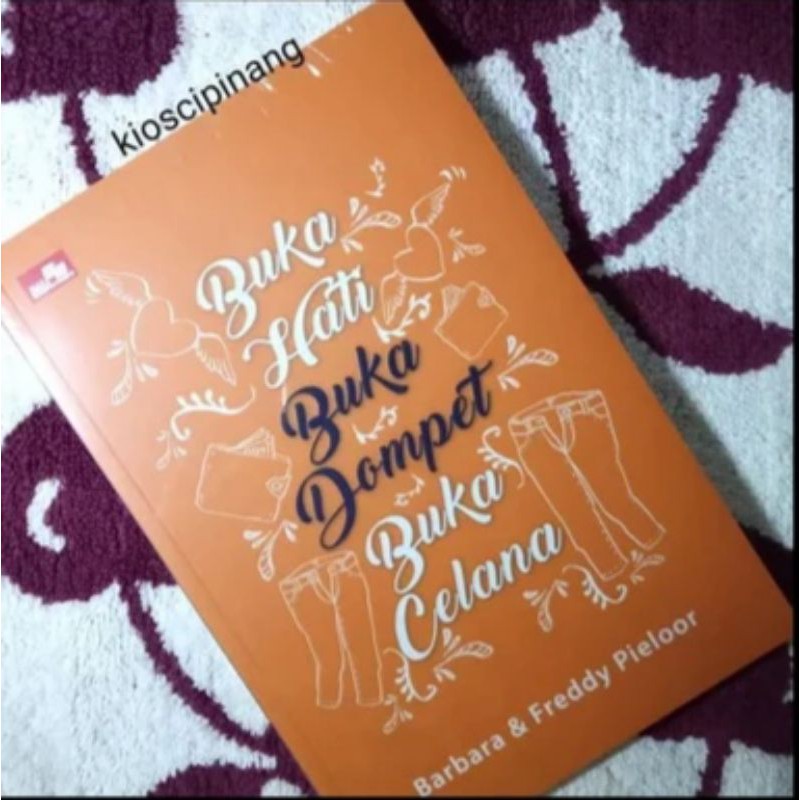 kioscipinang
Buka
Hati
Buka
Dompet
Buka
Celana
Barbara & Freddy Pieloor